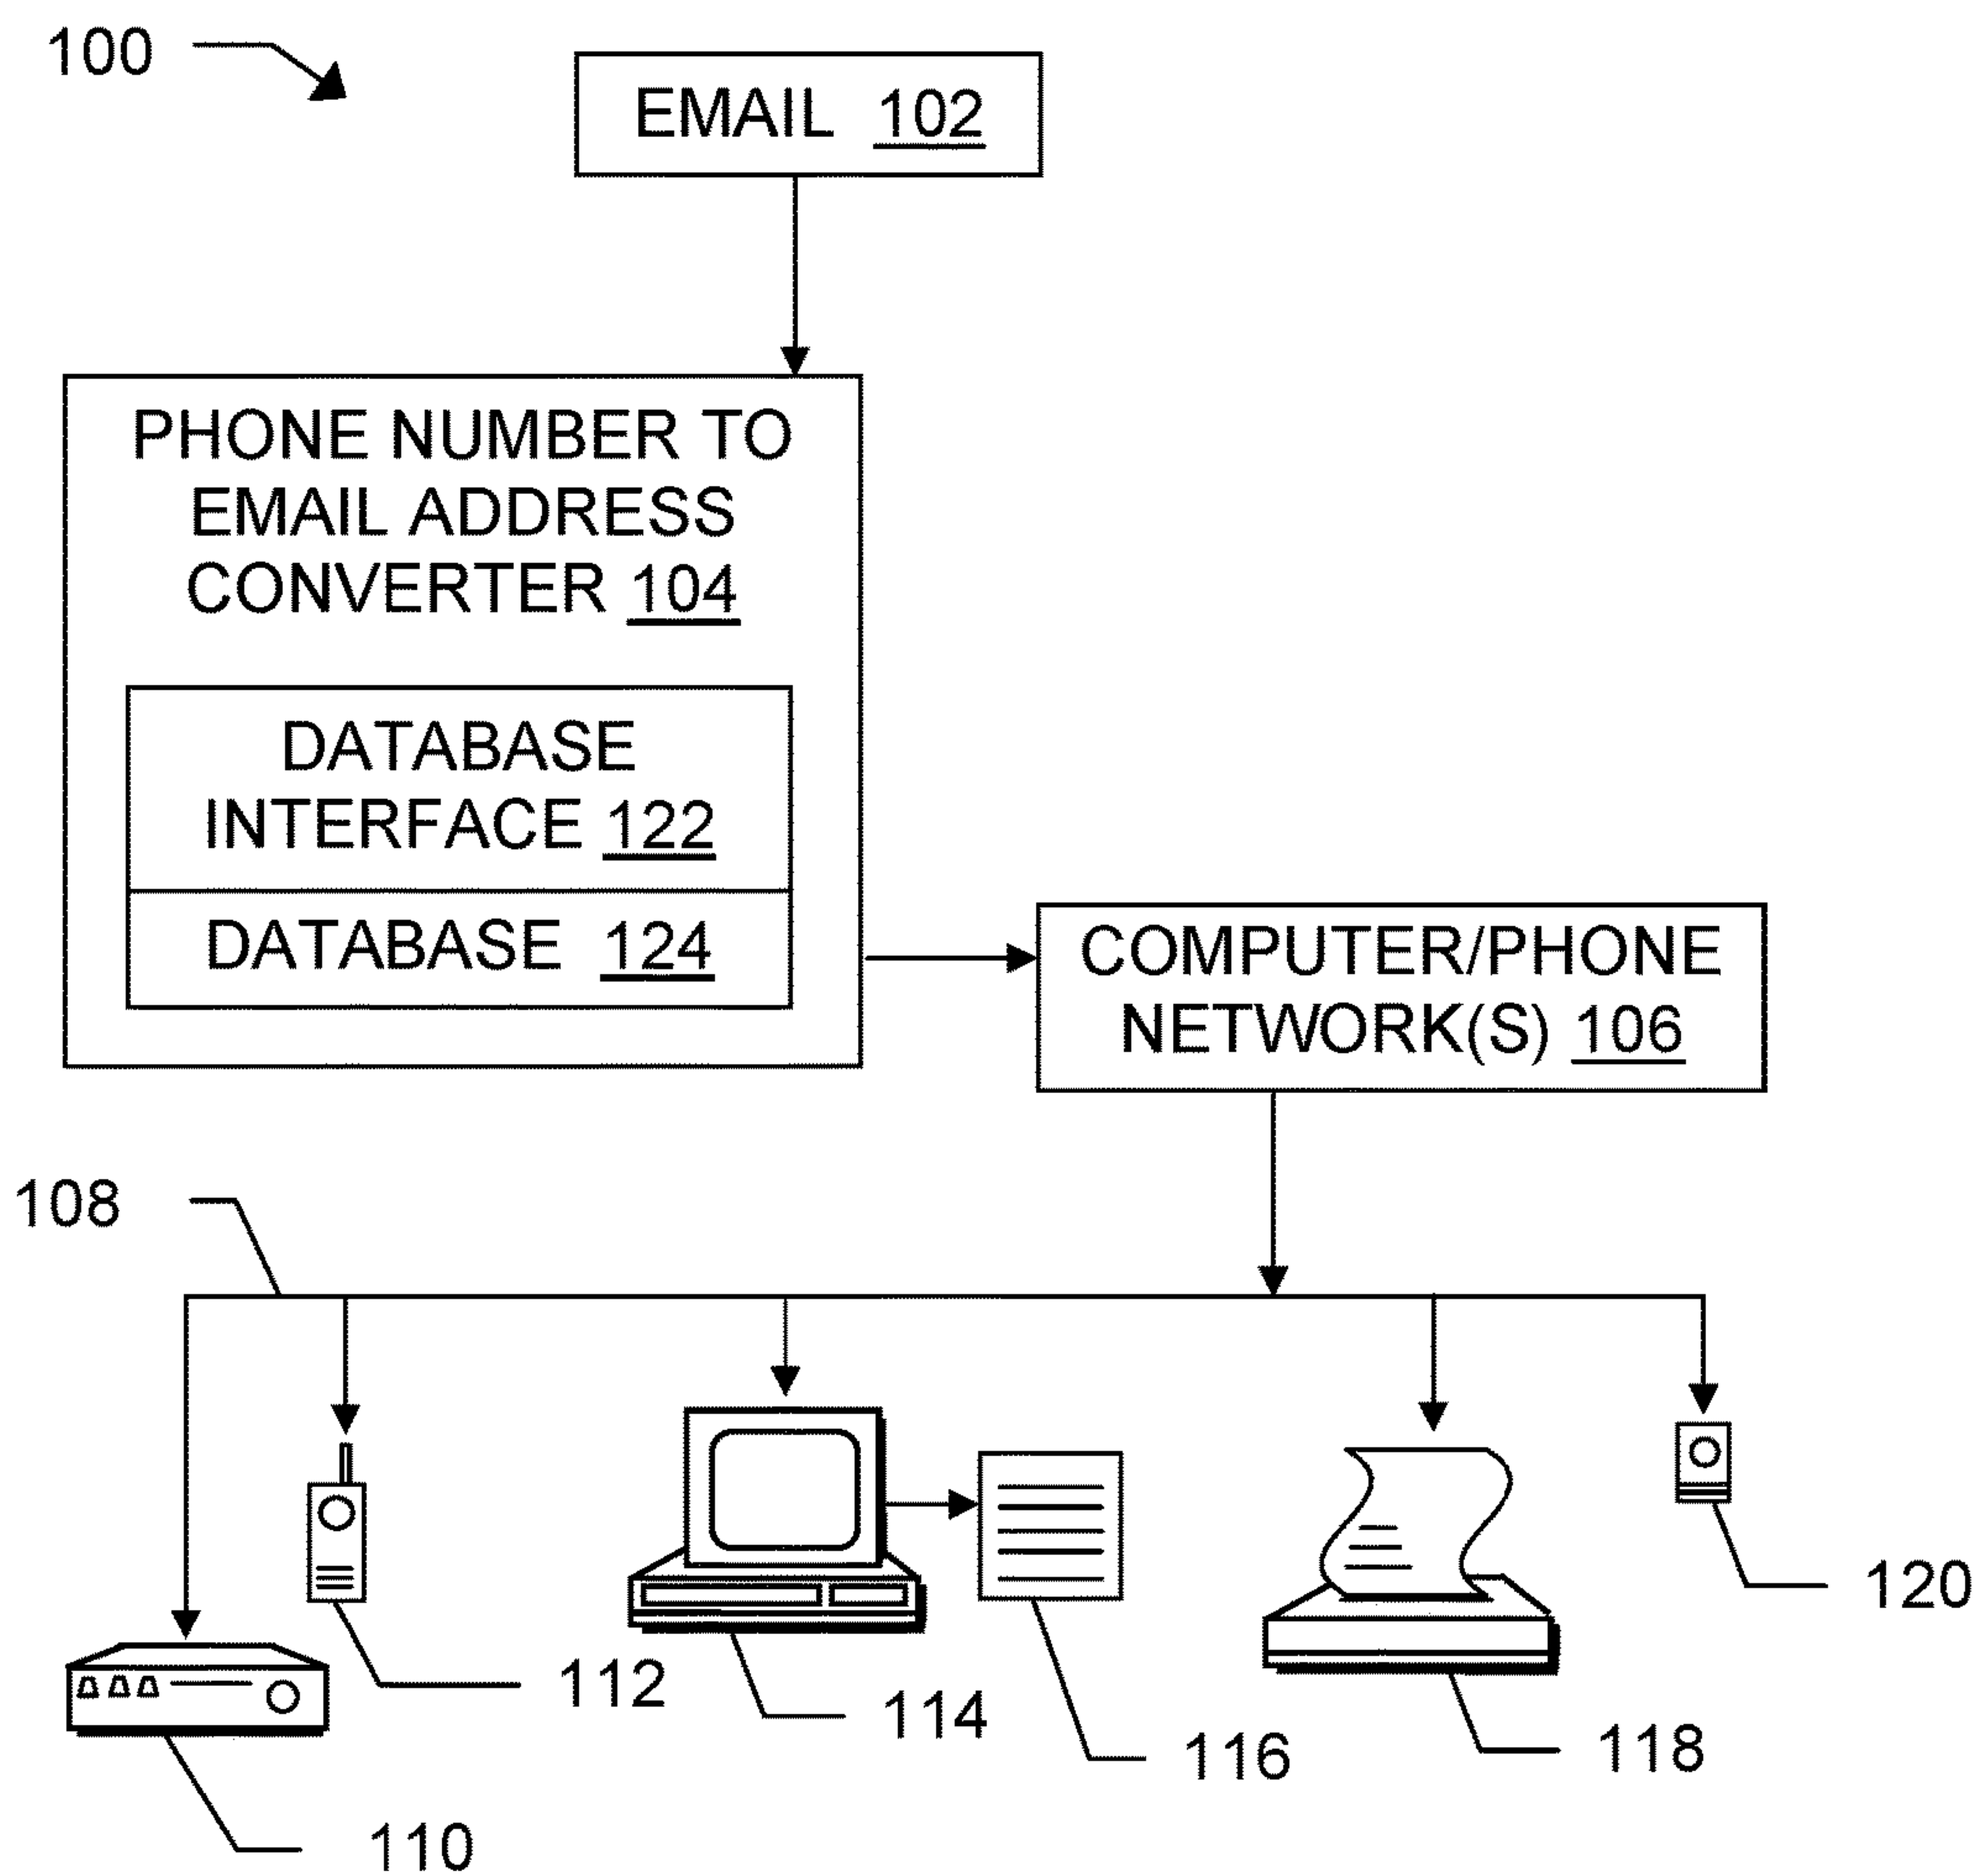 100
EMAIL 102
PHONE NUMBER TO
EMAIL ADDRESS
CONVERTER 104
DATABASE
INTERFACE 122
DATABASE 124
COMPUTER/PHONE
NETWORK(S) 106
108
120
112
114
116
118
110